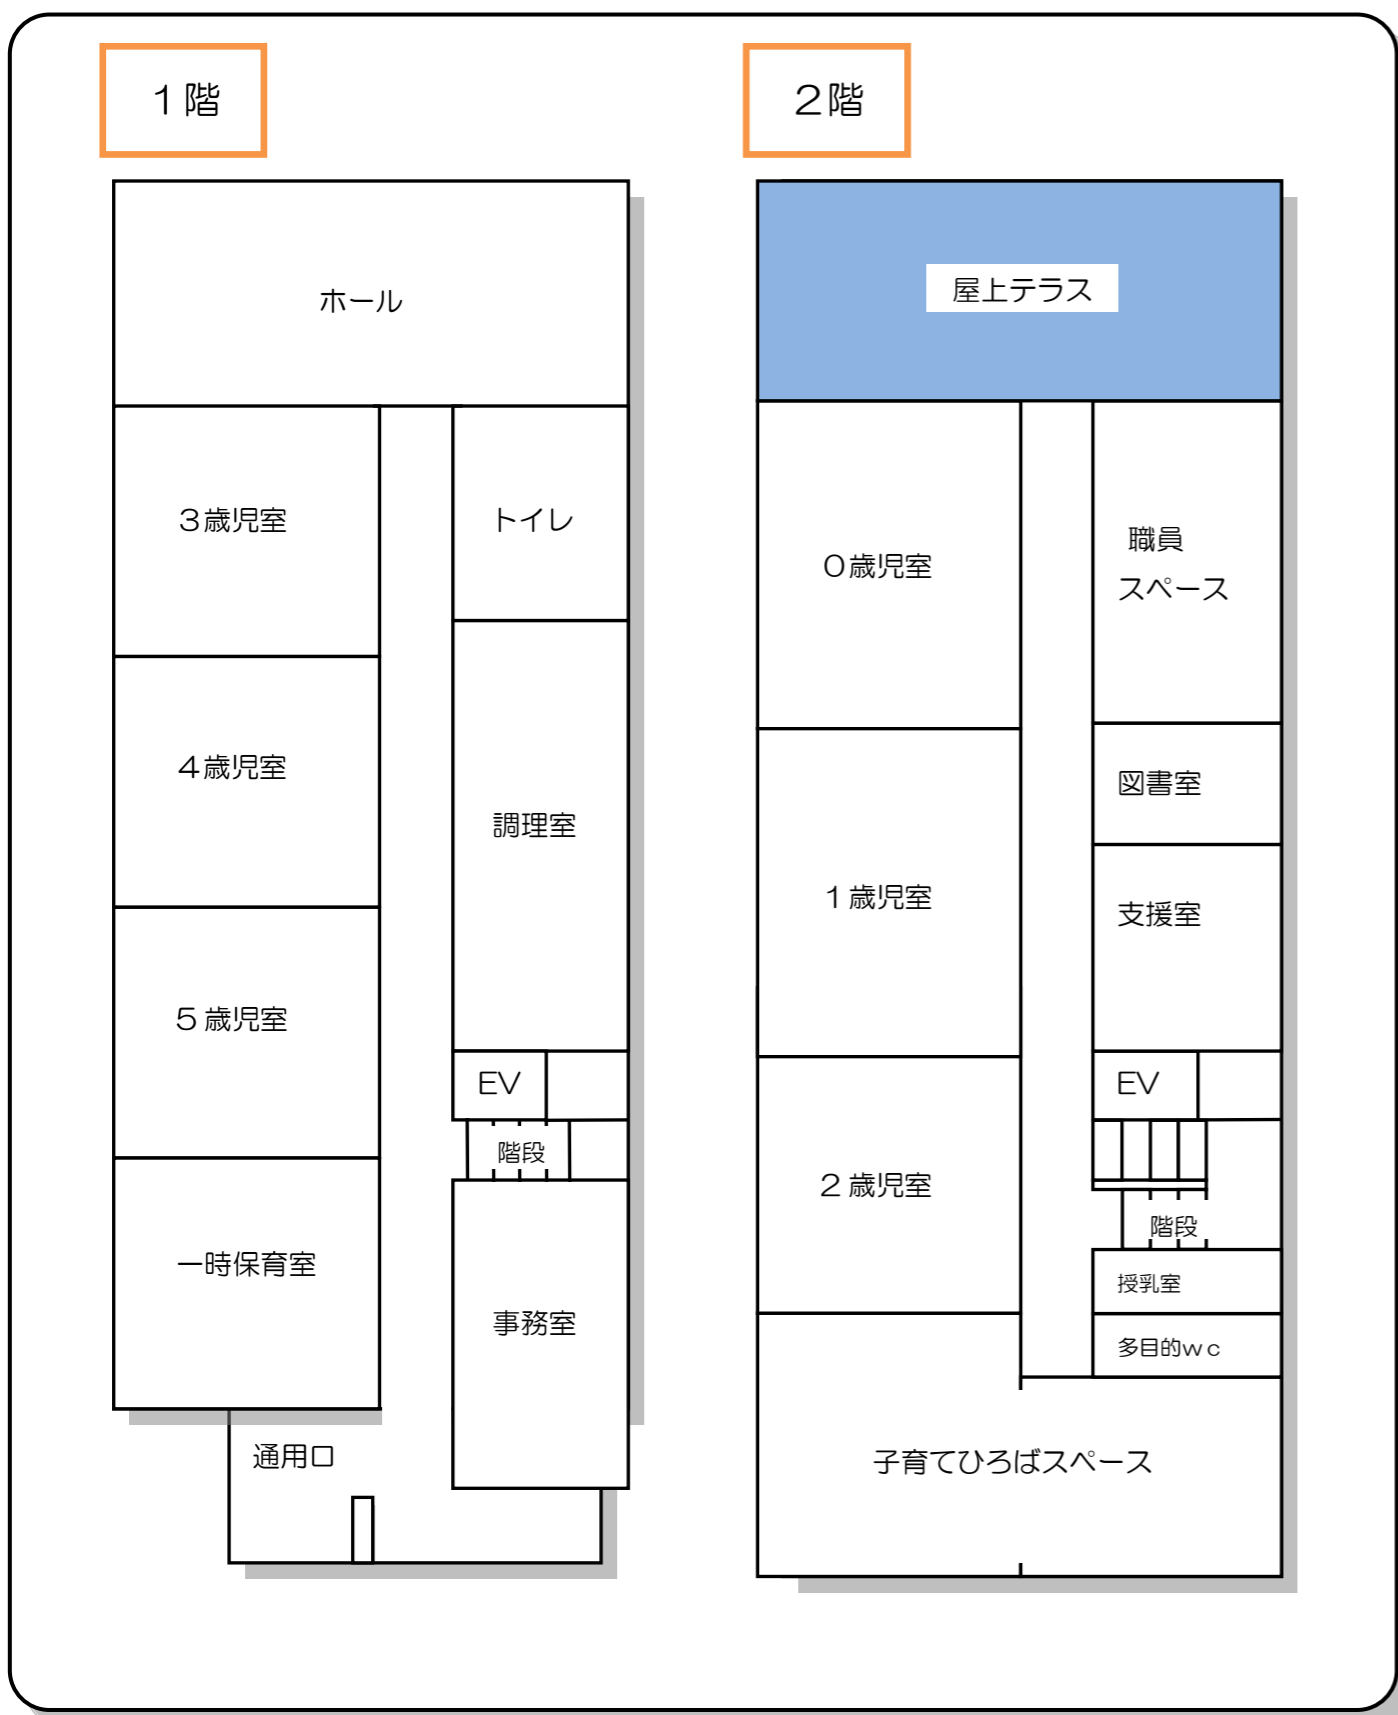 １階
ホール
３歳児室
トイレ
４歳児室
調理室
５歳児室
EV
階段
一時保育室
事務室
通用口
２階
屋上テラス
０歳児室
職員
スペース
図書室
１歳児室
支援室
EV
２歳児室
階段
授乳室
多目的ｗｃ
子育てひろばスペース